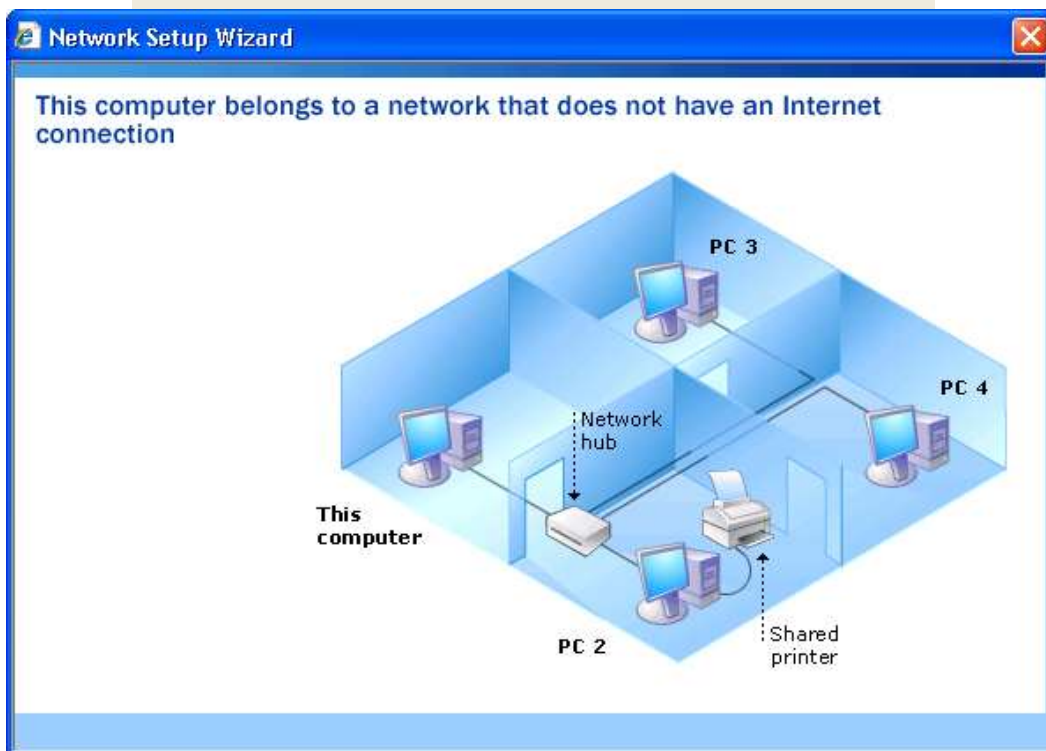 Network Setup Wizard
This computer belongs to a network that does not have an Internet
connection
PC 3
PC 4
Network
hub
This
computer
PC 2
Shared
printer